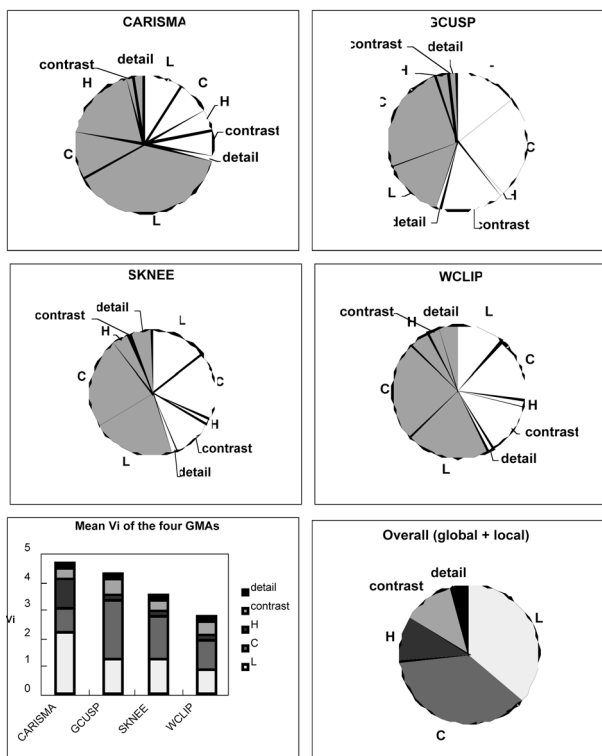 CARISMA
detail L
contrast
H
C
H
contrast
detail
C
L
GCUSP
contrast detail
H
C
C
L
H
detail
contrast
SKNEE
contrast detail L
H
C
C
H
contrast
L
detail
WCLIP
contrast detail L
H
C
C
H
contrast
L
detail
Mean Vi of the four GMAs
5
4
3
2
1
0
Vi
detail
contrast
H
C
L
CARISMA
GCUSP
SKNEE
WCLIP
Overall (global + local)
detail
contrast
L
H
C